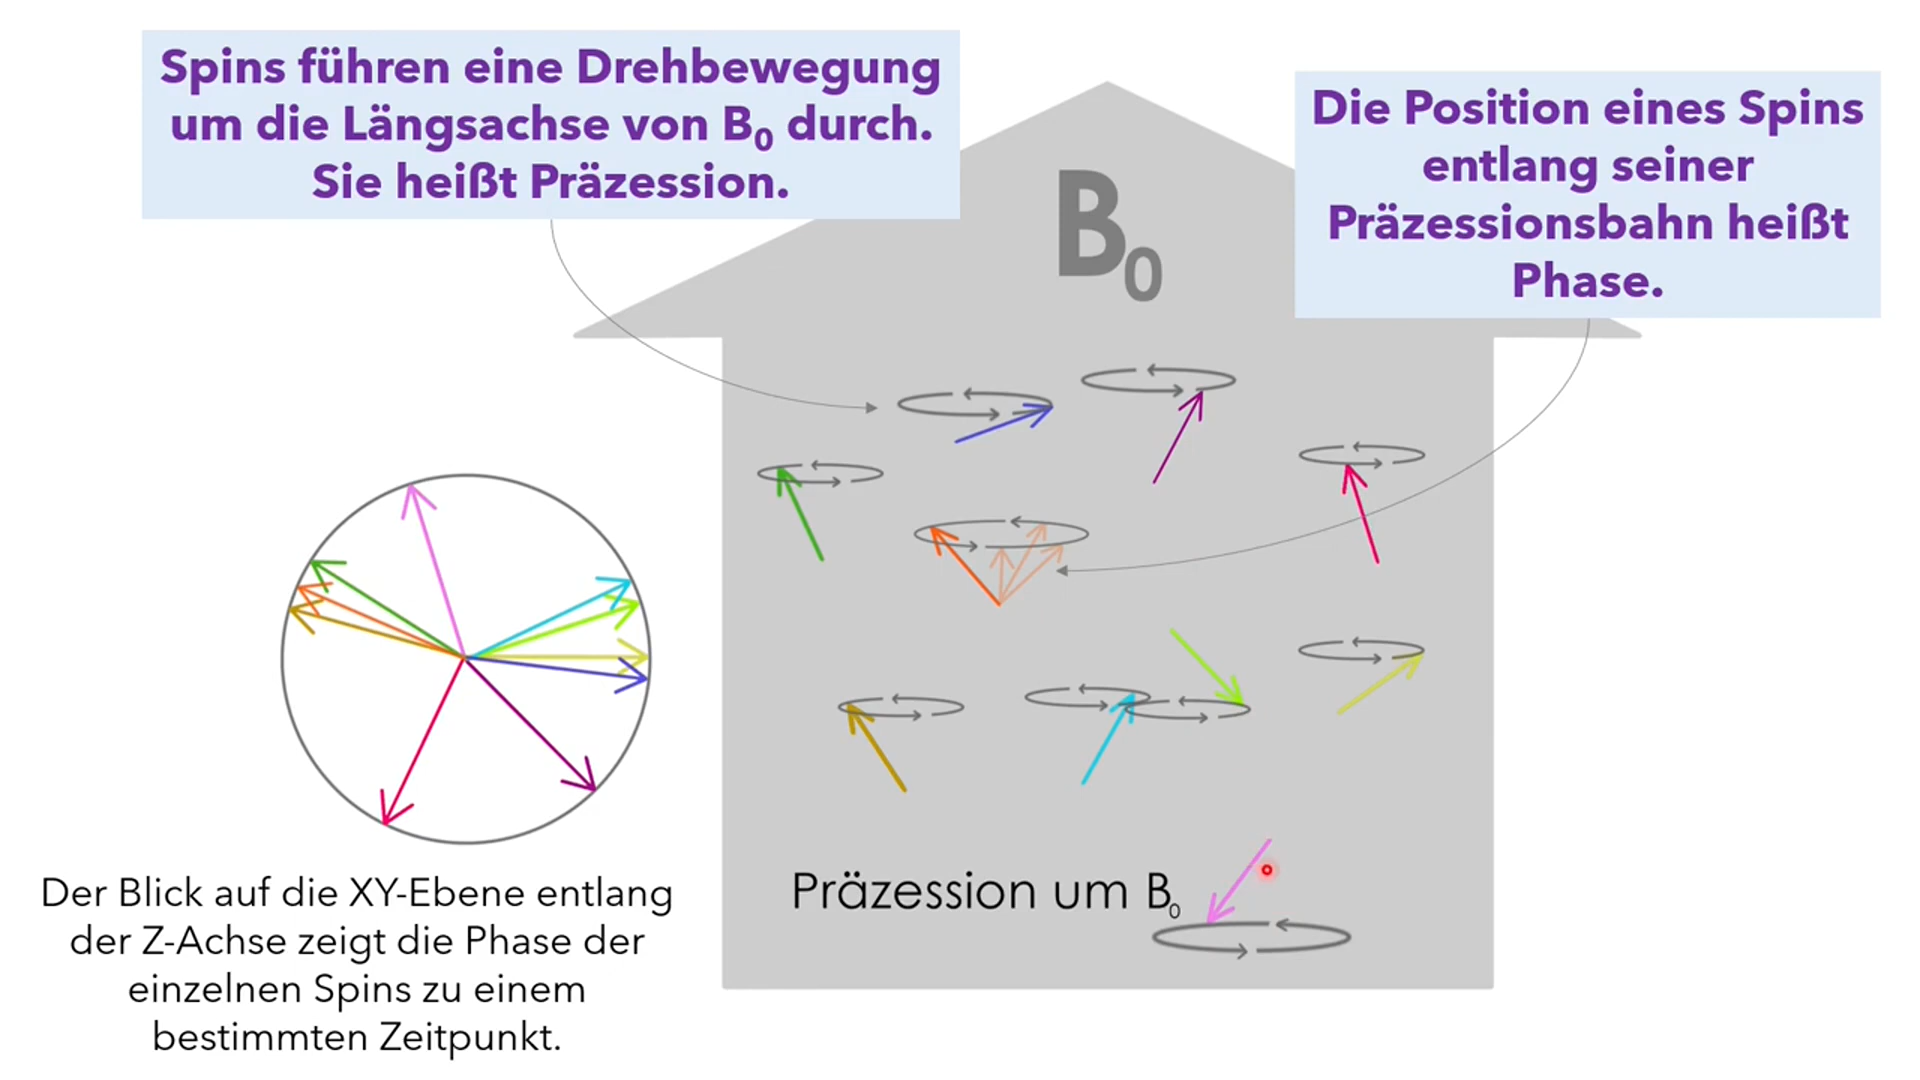 Spins führen eine Drehbewegung
um die Längsachse von B₀ durch.
Sie heißt Präzession.
Die Position eines Spins
entlang seiner
Präzessionsbahn heißt
Phase.
B₀
Präzession um B₀
Der Blick auf die XY-Ebene entlang
der Z-Achse zeigt die Phase der
einzelnen Spins zu einem
bestimmten Zeitpunkt.